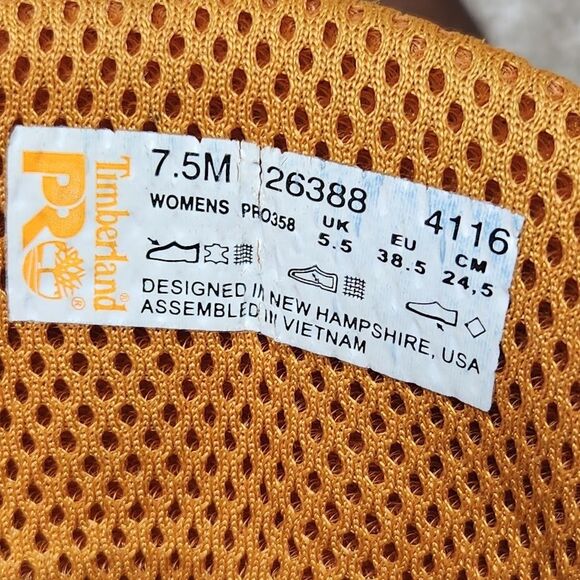 Timberland®
PRO®
7.5M 26388 4116
WOMENS PRO358 UK EU CM
5.5 38.5 24,5
DESIGNED IN NEW HAMPSHIRE, USA
ASSEMBLED IN VIETNAM